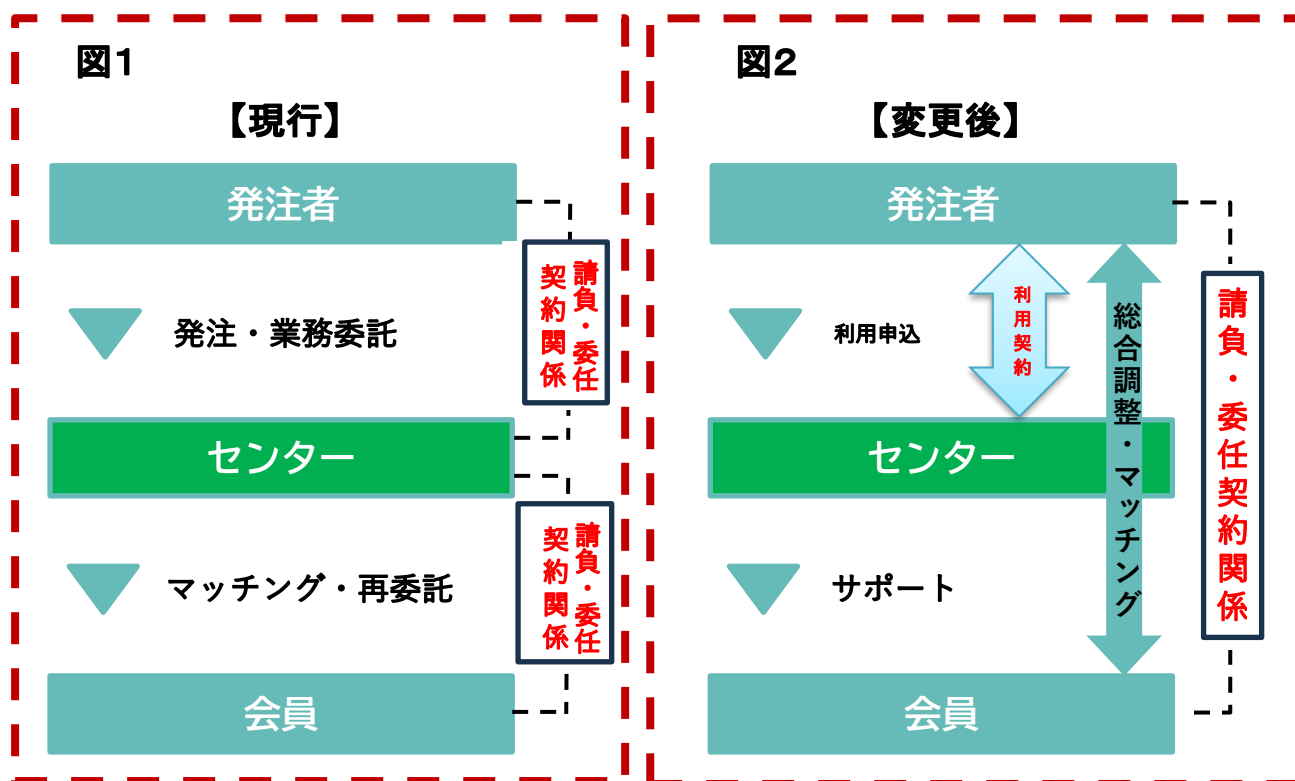 図1
【現行】
発注者
発注・業務委託
請負・委任
契約関係
センター
マッチング・再委託
請負・委任
契約関係
会員
図2
【変更後】
発注者
利用申込
利用契約
総合調整・マッチング
請負・委任契約関係
センター
サポート
会員